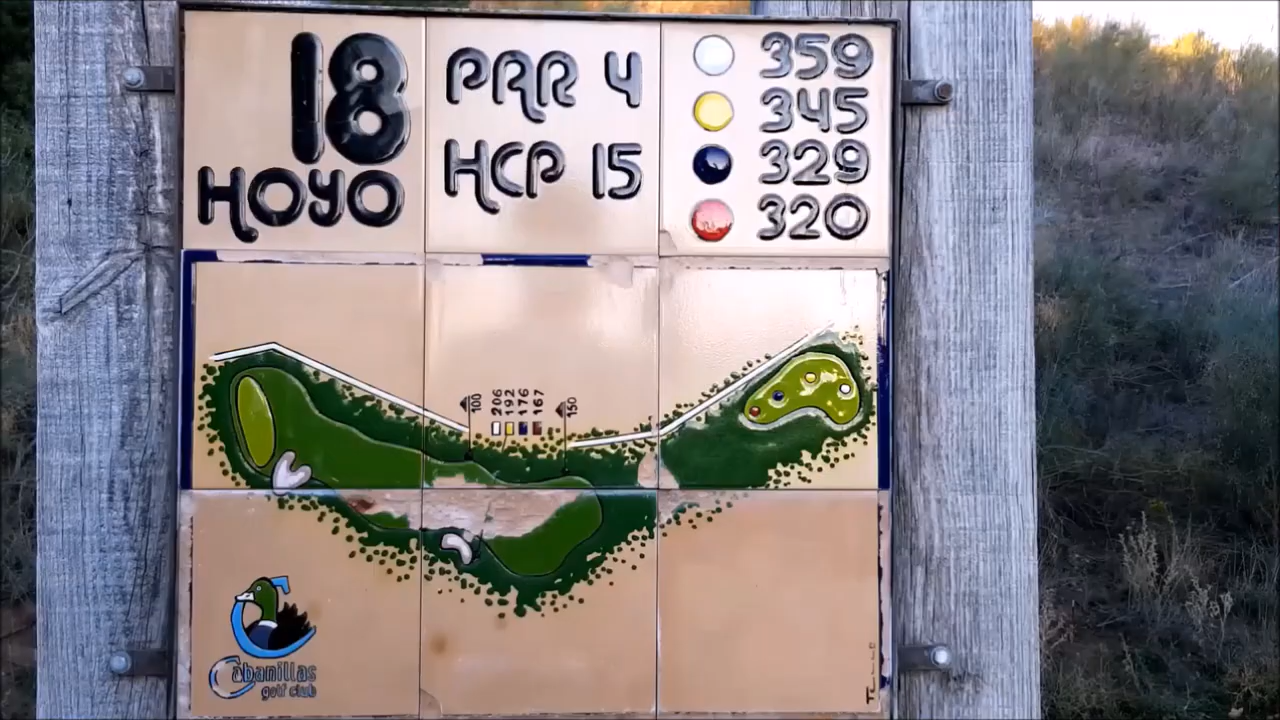 18
HOYO
PAR 4
HCP 15
359
345
329
320
100
206
192
176
167
150
Cabanillas
golf club